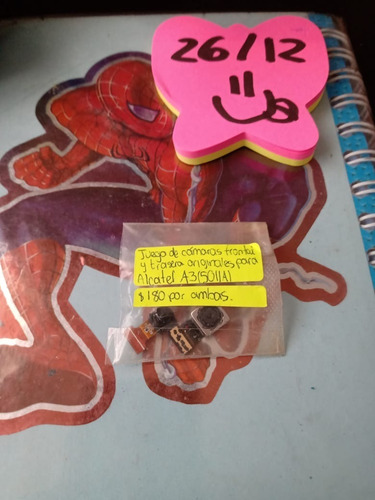 26/12
Juego de cámaras frontal
y trasera originales para
Alcatel A3(5011A)
$180 por ambos.